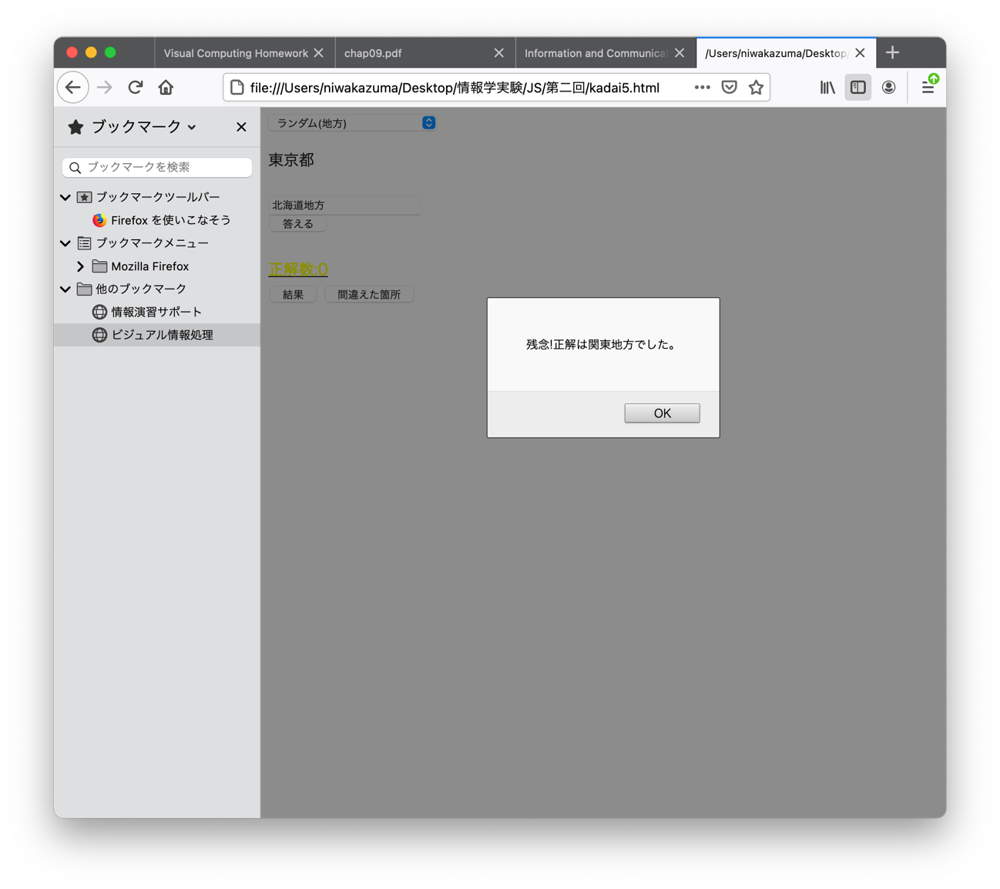 Visual Computing Homework
chap09.pdf
Information and Communicat
/Users/niwakazuma/Desktop/
file:///Users/niwakazuma/Desktop/情報学実験/JS/第二回/kadai5.html
ブックマーク
ブックマークを検索
ブックマークツールバー
Firefox を使いこなそう
ブックマークメニュー
Mozilla Firefox
他のブックマーク
情報演習サポート
ビジュアル情報処理
ランダム(地方)
東京都
北海道地方
答える
正解数:0
結果
間違えた箇所
残念!正解は関東地方でした。
OK